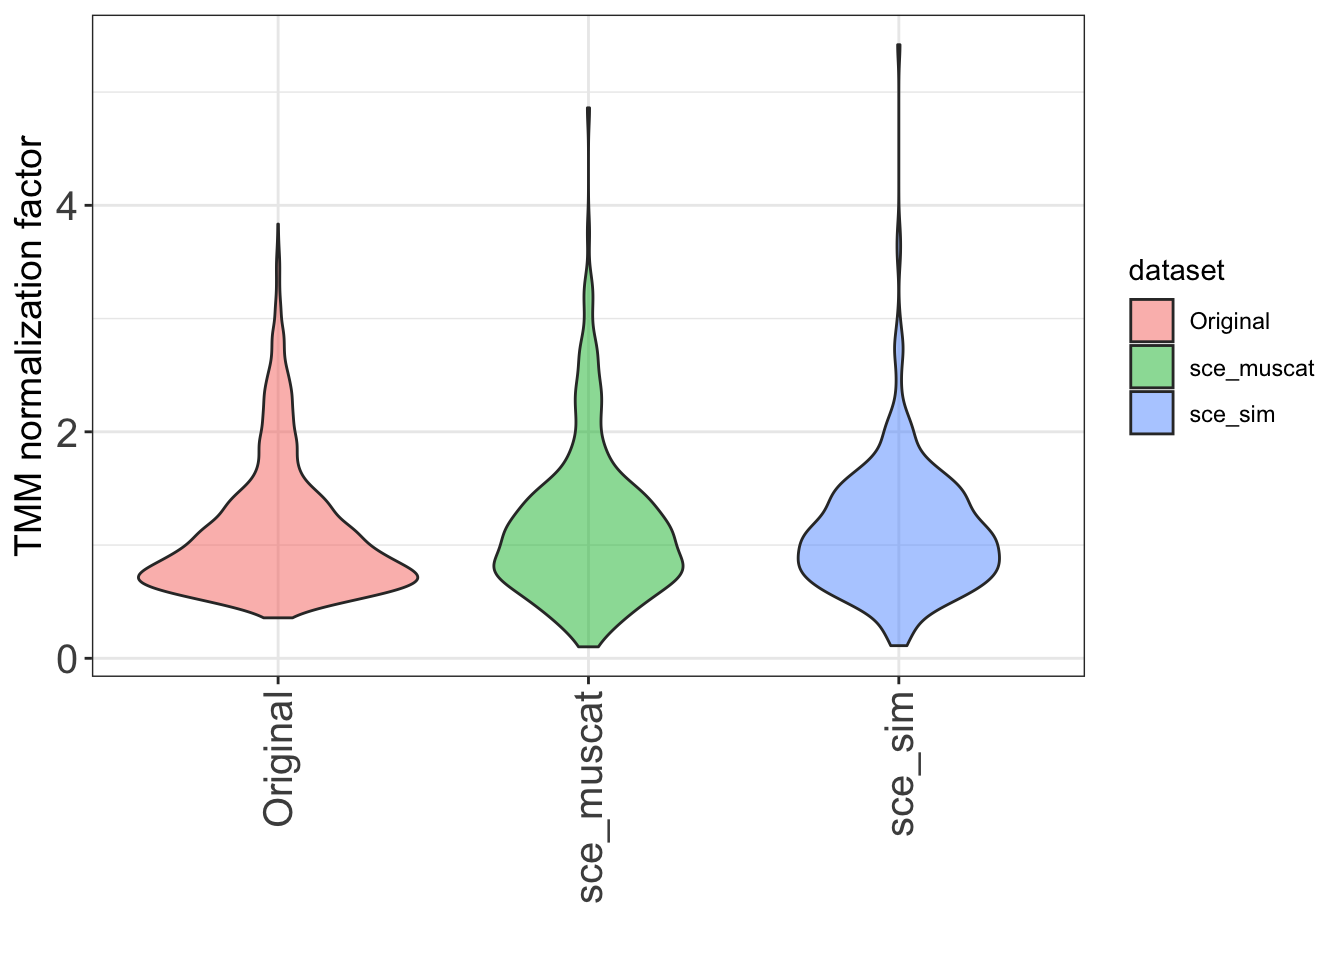 TMM normalization factor
4
2
0
Original
sce_muscat
sce_sim
dataset
Original
sce_muscat
sce_sim